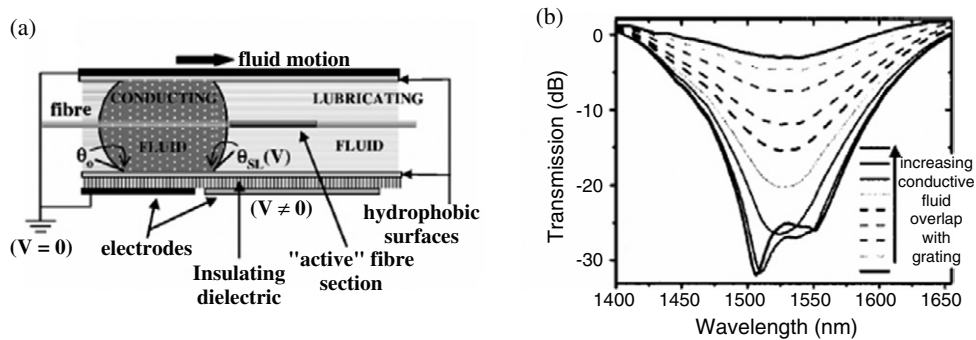 (a)
fluid motion
fibre
CONDUCTING
LUBRICATING
FLUID
FLUID
θo
θSL(V)
(V ≠ 0)
(V = 0)
electrodes
Insulating
dielectric
"active" fibre
section
hydrophobic
surfaces
(b)
Transmission (dB)
0
-10
-20
-30
increasing
conductive
fluid
overlap
with
grating
1400 1450 1500 1550 1600 1650
Wavelength (nm)